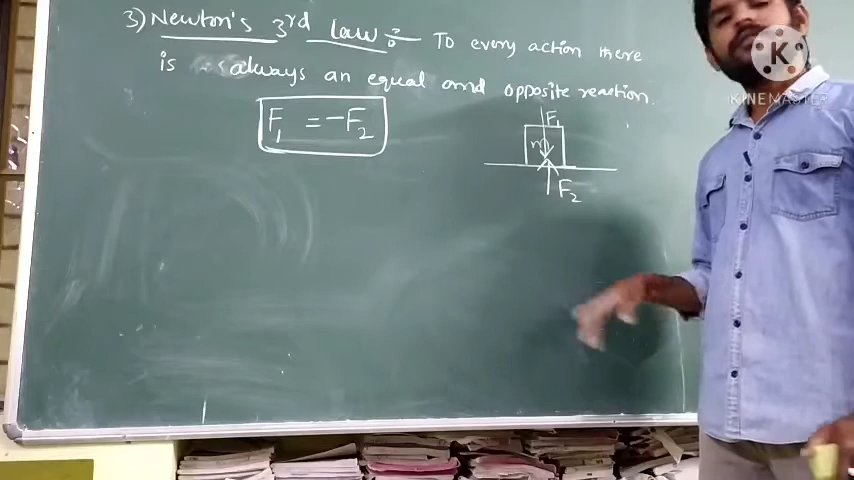 3) Newton's 3rd law :- To every action there
is always an equal and opposite reaction.
F1 = -F2
F1
m
F2
K
KINEMASTER